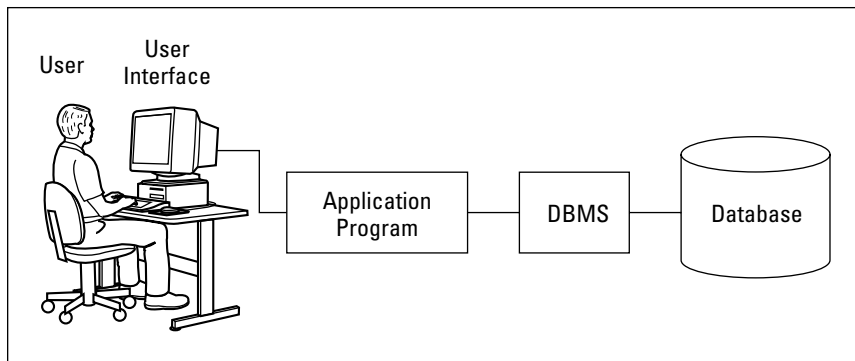 User
User
Interface
Application
Program
DBMS
Database